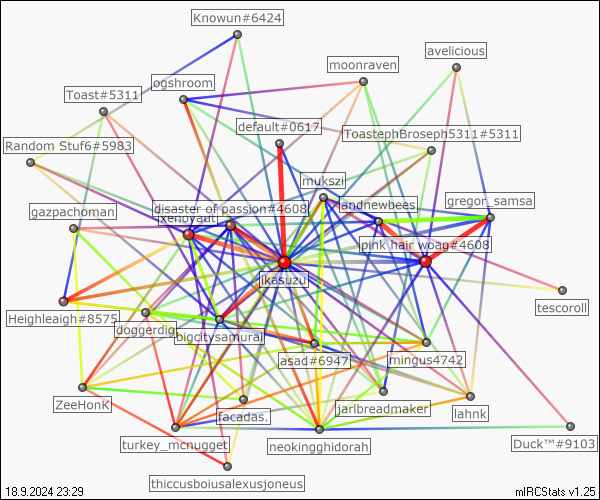 Knowun#6424
avelicious
moonraven
ogshroom
Toast#5311
default#0617
ToastephBroseph5311#5311
Random Stuf6#5983
mukszi
gregor_samsa
landnewbees
disaster of passion#4608
gazpachoman
xenoyaut
pink hair woag#4608
ikasuzu
tescoroll
Heighleaigh#8575
doggerdigi
bigcitysamurai
asad#6947
mingus4742
ZeeHonK
facadas.
jarlbreadmaker
lahnk
turkey_mcnugget
neokingghidorah
Duck™#9103
thiccusboiusalexusjoneus
18.9.2024 23:29
mIRCStats v1.25